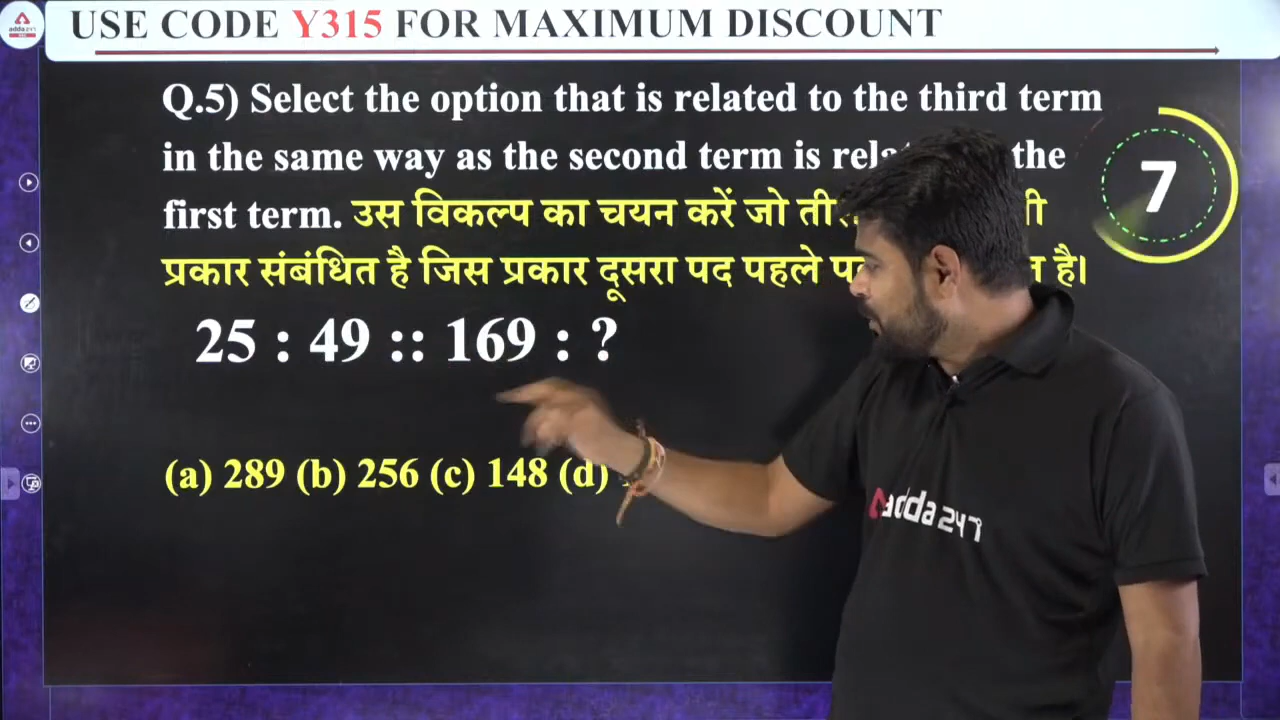 USE CODE Y315 FOR MAXIMUM DISCOUNT
adda247
Q.5) Select the option that is related to the third term
in the same way as the second term is the
first term. उस विकल्प का चयन करें जो
प्रकार संबंधित है जिस प्रकार दूसरा पद पहले है।
7
25 : 49 :: 169 : ?
(a) 289 (b) 256 (c) 148 (d)
adda247